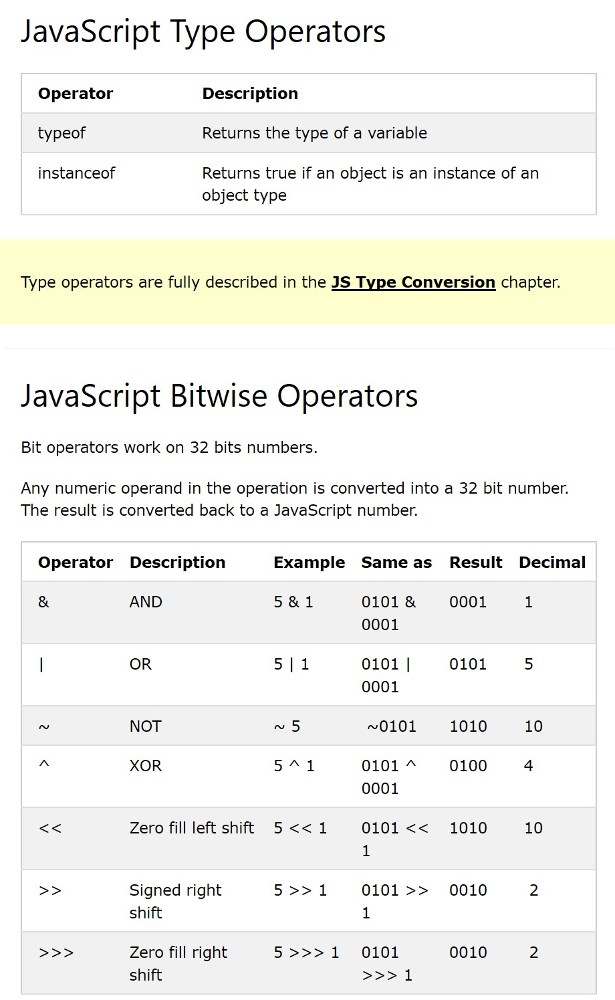 JavaScript Type Operators
Operator Description
typeof Returns the type of a variable
instanceof Returns true if an object is an instance of an
object type
Type operators are fully described in the JS Type Conversion chapter.
JavaScript Bitwise Operators
Bit operators work on 32 bits numbers.
Any numeric operand in the operation is converted into a 32 bit number.
The result is converted back to a JavaScript number.
Operator Description Example Same as Result Decimal
& AND 5 & 1 0101 & 0001 1
0001
| OR 5 | 1 0101 | 0101 5
0001
~ NOT ~ 5 ~0101 1010 10
^ XOR 5 ^ 1 0101 ^ 0100 4
0001
<< Zero fill left shift 5 << 1 0101 << 1010 10
1
>> Signed right 5 >> 1 0101 >> 0010 2
shift 1
>>> Zero fill right 5 >>> 1 0101 0010 2
shift >>> 1